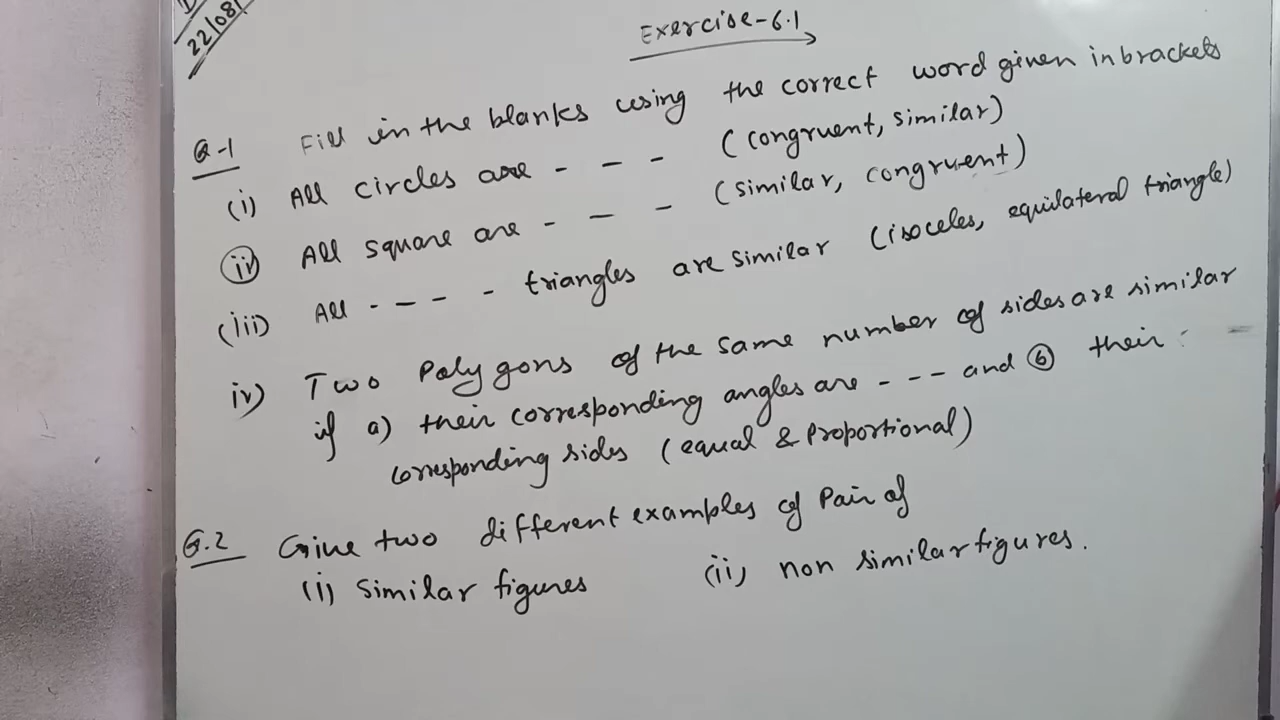 22/08/
Exercise-6.1
Q-1 Fill in the blanks using the correct word given in brackets
(i) All circles are - - - (congruent, similar)
(ii) All square are - - - (similar, congruent)
(iii) All - - - - triangles are similar (isoceles, equilateral triangle)
iv) Two Polygons of the same number of sides are similar
if a) their corresponding angles are - - - and b their
corresponding sides (equal & Proportional)
Q.2 Give two different examples of Pair of
(i) Similar figures (ii) non similar figures.